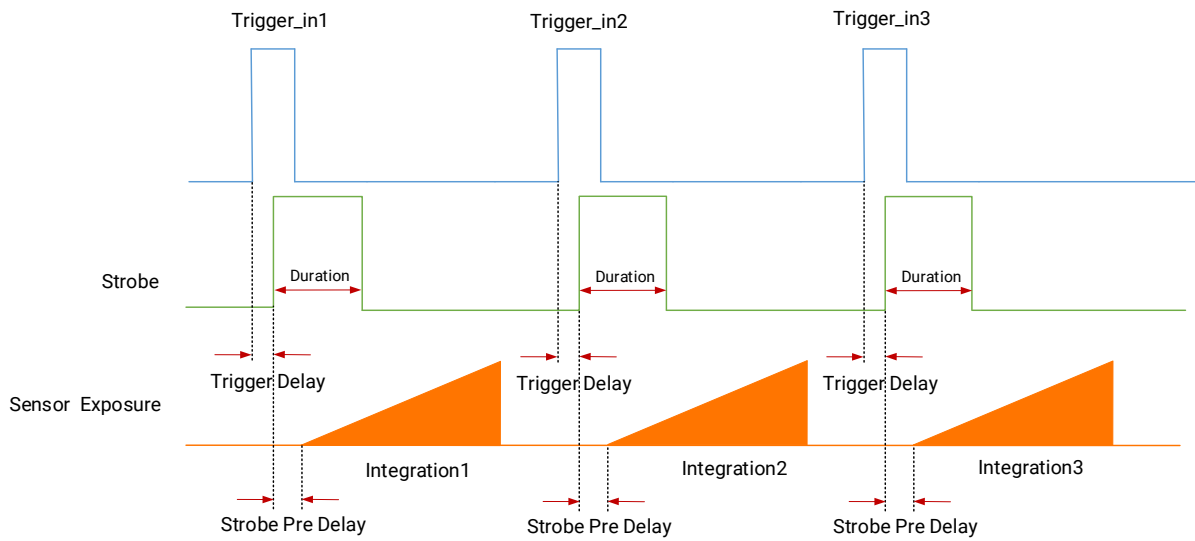 Trigger_in1
Trigger_in2
Trigger_in3
Strobe
Duration
Duration
Duration
Trigger Delay
Trigger Delay
Trigger Delay
Sensor Exposure
Integration1
Integration2
Integration3
Strobe Pre Delay
Strobe Pre Delay
Strobe Pre Delay